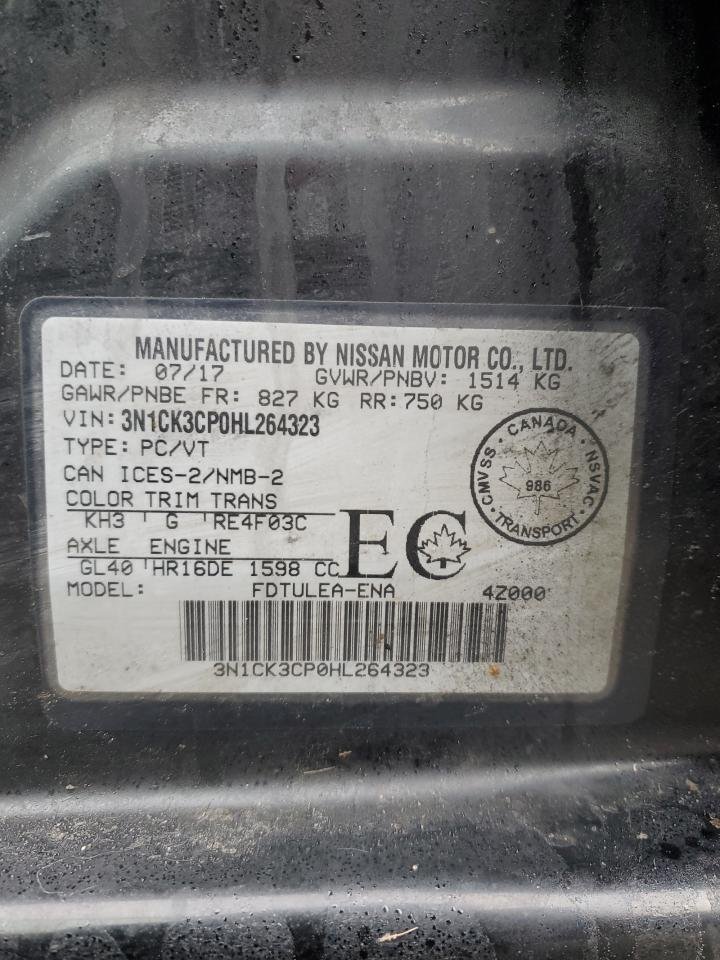 MANUFACTURED BY NISSAN MOTOR CO., LTD.
DATE: 07/17 GVWR/PNBV: 1514 KG
GAWR/PNBE FR: 827 KG RR:750 KG
VIN: 3N1CK3CP0HL264323
TYPE: PC/VT
CAN ICES-2/NMB-2
COLOR TRIM TRANS
KH3 G RE4F03C
AXLE ENGINE
GL40 HR16DE 1598 CC
EC
CANADA
CMVSS 986 NSVAC
TRANSPORT
MODEL: FDTULEA-ENA 4Z000
3N1CK3CP0HL264323